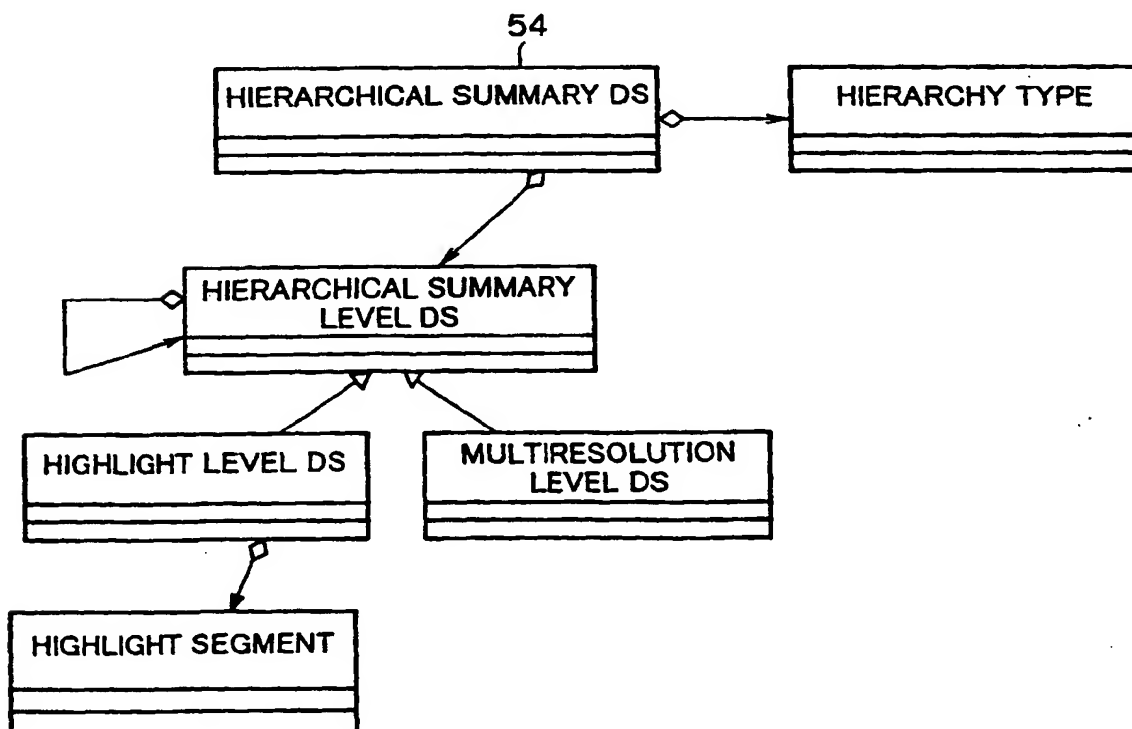 54
HIERARCHICAL SUMMARY DS
HIERARCHY TYPE
HIERARCHICAL SUMMARY
LEVEL DS
HIGHLIGHT LEVEL DS
MULTIRESOLUTION
LEVEL DS
HIGHLIGHT SEGMENT